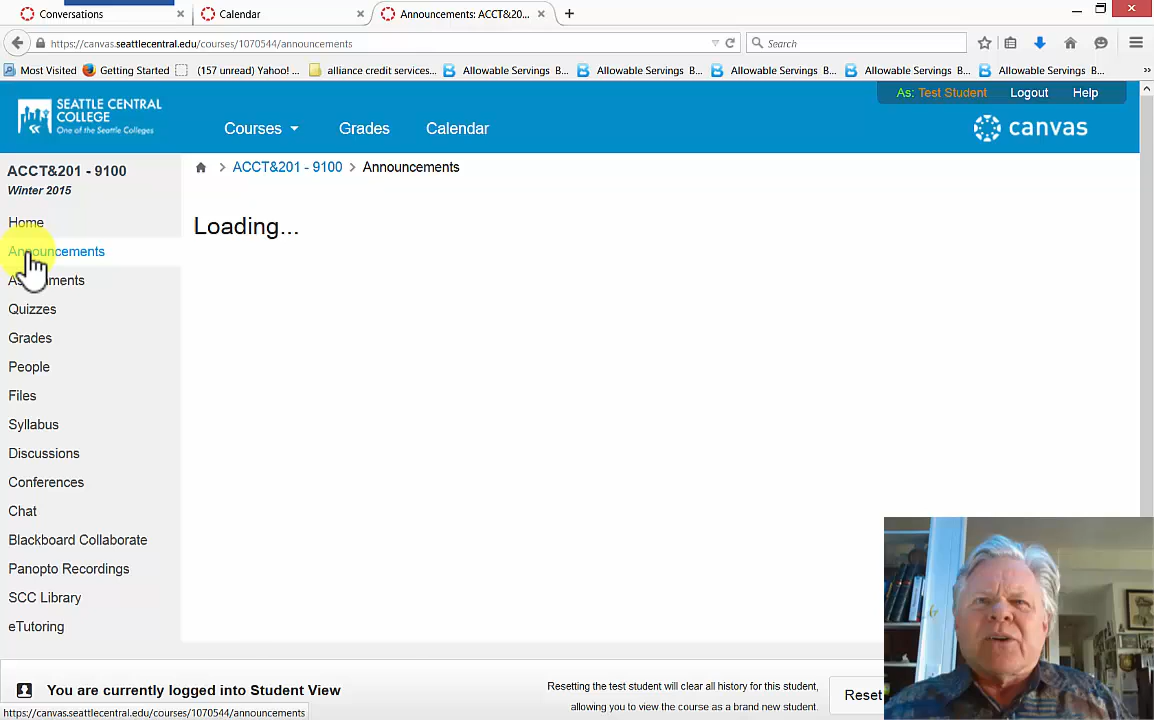 Conversations
Calendar
Announcements: ACCT&20...
https://canvas.seattlecentral.edu/courses/1070544/announcements
Search
Most Visited
Getting Started
(157 unread) Yahoo! ...
alliance credit services...
Allowable Servings B...
Allowable Servings B...
Allowable Servings B...
Allowable Servings B...
Allowable Servings B...
SEATTLE CENTRAL
COLLEGE
One of the Seattle Colleges
Courses
Grades
Calendar
As: Test Student
Logout
Help
canvas
ACCT&201 - 9100
Winter 2015
ACCT&201 - 9100 > Announcements
Loading...
Home
Announcements
Assignments
Quizzes
Grades
People
Files
Syllabus
Discussions
Conferences
Chat
Blackboard Collaborate
Panopto Recordings
SCC Library
eTutoring
You are currently logged into Student View
Resetting the test student will clear all history for this student,
allowing you to view the course as a brand new student.
Reset
https://canvas.seattlecentral.edu/courses/1070544/announcements